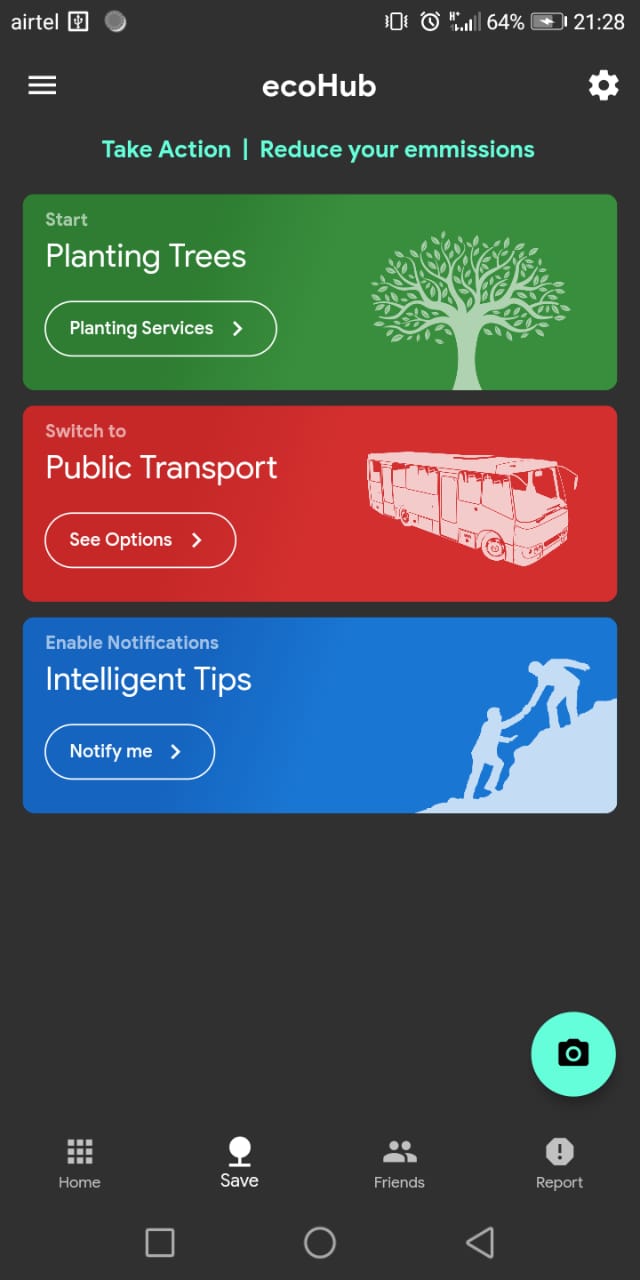 airtel 64% 21:28
ecoHub
Take Action | Reduce your emmissions
Start
Planting Trees
Planting Services
Switch to
Public Transport
See Options
Enable Notifications
Intelligent Tips
Notify me
Home Save Friends Report